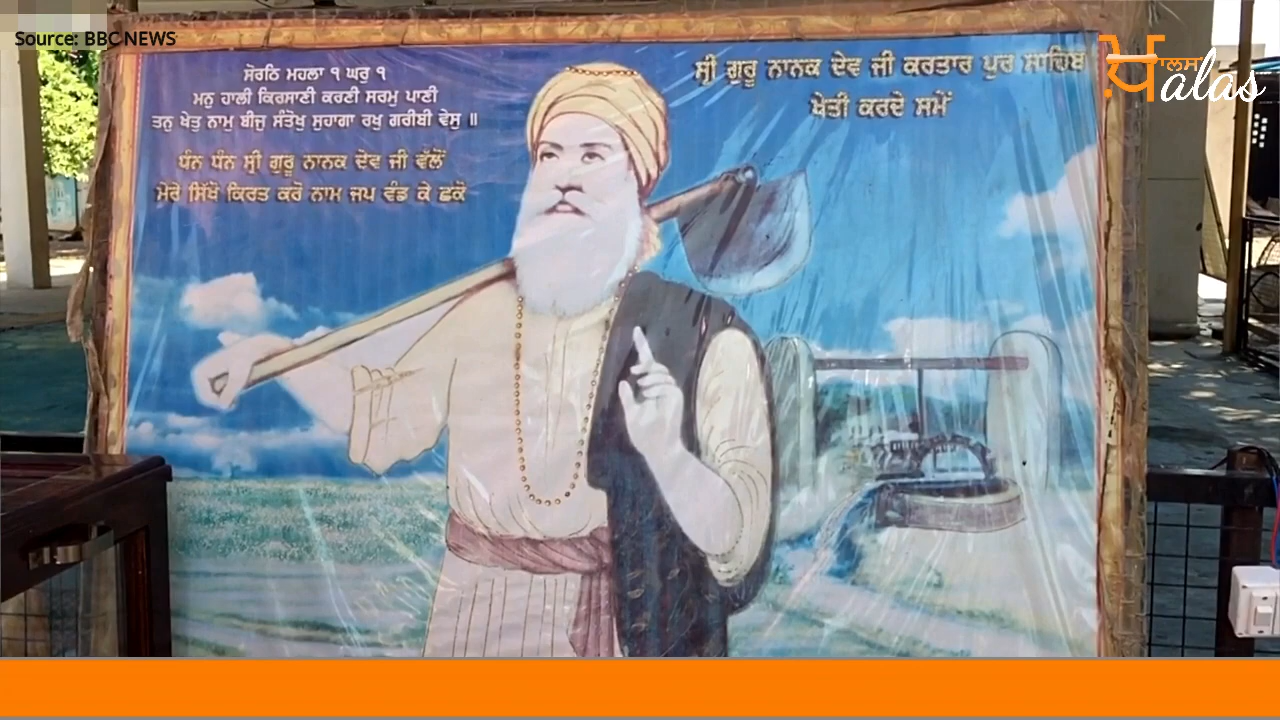 Source: BBC NEWS
ਸੋਰਠਿ ਮਹਲਾ ੧ ਘਰੁ ੧
ਮਨੁ ਹਾਲੀ ਕਿਰਸਾਣੀ ਕਰਣੀ ਸਰਮੁ ਪਾਣੀ
ਤਨੁ ਖੇਤੁ ਨਾਮੁ ਬੀਜੁ ਸੰਤੋਖੁ ਸੁਹਾਗਾ ਰਖੁ ਗਰੀਬੀ ਵੇਸੁ ॥
ਧੰਨ ਧੰਨ ਸ੍ਰੀ ਗੁਰੂ ਨਾਨਕ ਦੇਵ ਜੀ ਵੱਲੋਂ
ਮੇਰੇ ਸਿੱਖੋ ਕਿਰਤ ਕਰੋ ਨਾਮ ਜਪ ਵੰਡ ਕੇ ਛਕੋ
ਸ੍ਰੀ ਗੁਰੂ ਨਾਨਕ ਦੇਵ ਜੀ ਕਰਤਾਰ ਪੁਰ ਸਾਹਿਬ
ਖੇਤੀ ਕਰਦੇ ਸਮੇਂ
ਖ਼ਾਲਸ
alas